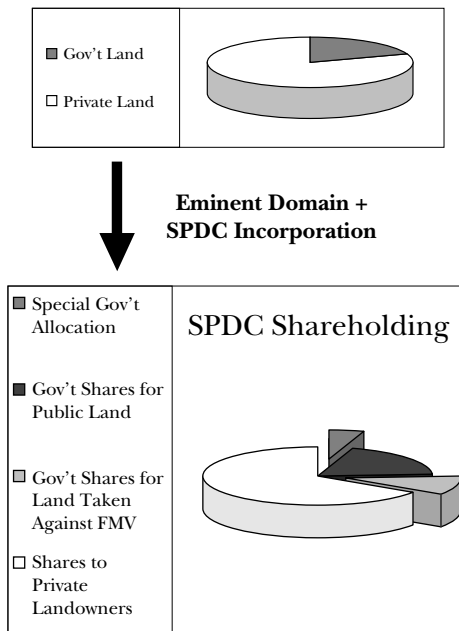 Gov’t Land
Private Land
Eminent Domain +
SPDC Incorporation
Special Gov’t
Allocation
Gov’t Shares for
Public Land
Gov’t Shares for
Land Taken
Against FMV
Shares to
Private
Landowners
SPDC Shareholding